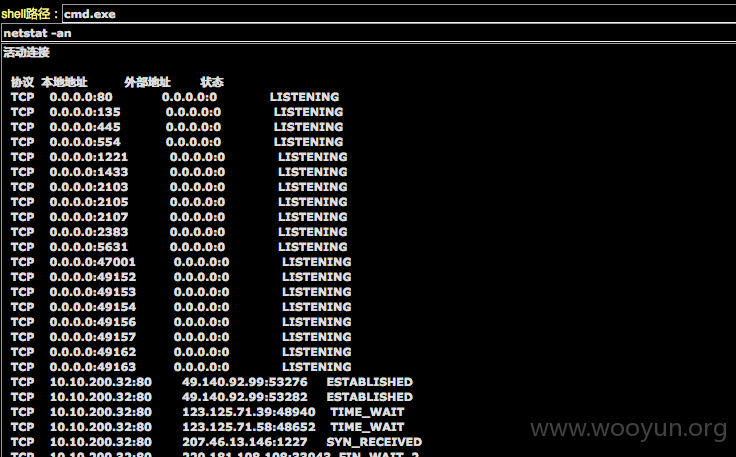 shell路径：cmd.exe
netstat -an
活动连接
协议 本地地址 外部地址 状态
TCP 0.0.0.0:80 0.0.0.0:0 LISTENING
TCP 0.0.0.0:135 0.0.0.0:0 LISTENING
TCP 0.0.0.0:445 0.0.0.0:0 LISTENING
TCP 0.0.0.0:554 0.0.0.0:0 LISTENING
TCP 0.0.0.0:1221 0.0.0.0:0 LISTENING
TCP 0.0.0.0:1433 0.0.0.0:0 LISTENING
TCP 0.0.0.0:2103 0.0.0.0:0 LISTENING
TCP 0.0.0.0:2105 0.0.0.0:0 LISTENING
TCP 0.0.0.0:2107 0.0.0.0:0 LISTENING
TCP 0.0.0.0:2383 0.0.0.0:0 LISTENING
TCP 0.0.0.0:5631 0.0.0.0:0 LISTENING
TCP 0.0.0.0:47001 0.0.0.0:0 LISTENING
TCP 0.0.0.0:49152 0.0.0.0:0 LISTENING
TCP 0.0.0.0:49153 0.0.0.0:0 LISTENING
TCP 0.0.0.0:49154 0.0.0.0:0 LISTENING
TCP 0.0.0.0:49156 0.0.0.0:0 LISTENING
TCP 0.0.0.0:49157 0.0.0.0:0 LISTENING
TCP 0.0.0.0:49162 0.0.0.0:0 LISTENING
TCP 0.0.0.0:49163 0.0.0.0:0 LISTENING
TCP 10.10.200.32:80 49.140.92.99:53276 ESTABLISHED
TCP 10.10.200.32:80 49.140.92.99:53282 ESTABLISHED
TCP 10.10.200.32:80 123.125.71.39:48940 TIME_WAIT
TCP 10.10.200.32:80 123.125.71.58:48652 TIME_WAIT
TCP 10.10.200.32:80 207.46.13.146:1227 SYN_RECEIVED
TCP 10.10.200.32:80 220.181.108.108:33043 FIN_WAIT_2
www.wooyun.org